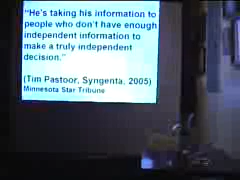 “He's taking his information to
people who don't have enough
independent information to
make a truly independent
decision.”
(Tim Pastoor, Syngenta, 2005)
Minnesota Star Tribune